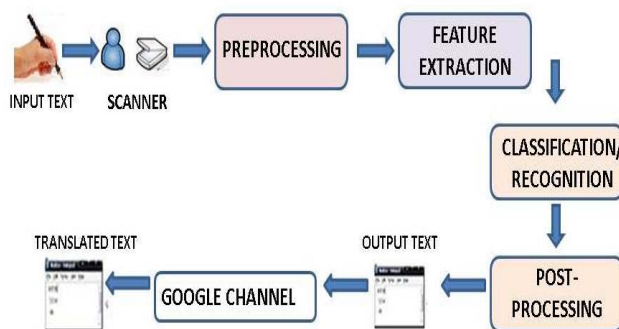 INPUT TEXT
SCANNER
PREPROCESSING
FEATURE
EXTRACTION
CLASSIFICATION/
RECOGNITION
POST-
PROCESSING
OUTPUT TEXT
GOOGLE CHANNEL
TRANSLATED TEXT